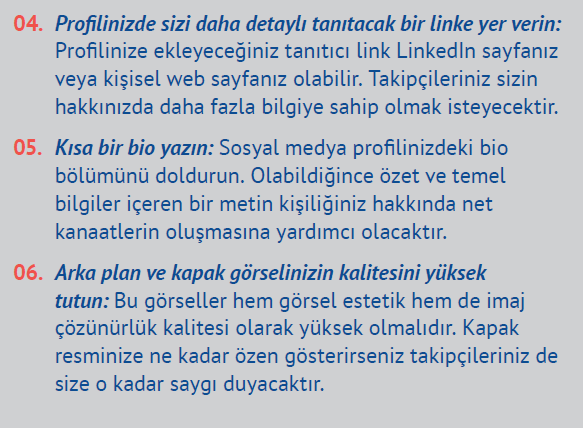 04. Profilinizde sizi daha detaylı tanıtacak bir linke yer verin:
Profilinize ekleyeceğiniz tanıtıcı link LinkedIn sayfanız
veya kişisel web sayfanız olabilir. Takipçileriniz sizin
hakkınızda daha fazla bilgiye sahip olmak isteyecektir.
05. Kısa bir bio yazın: Sosyal medya profilinizdeki bio
bölümünü doldurun. Olabildiğince özet ve temel
bilgiler içeren bir metin kişiliğiniz hakkında net
kanaatlerin oluşmasına yardımcı olacaktır.
06. Arka plan ve kapak görselinizin kalitesini yüksek
tutun: Bu görseller hem görsel estetik hem de imaj
çözünürlük kalitesi olarak yüksek olmalıdır. Kapak
resminize ne kadar özen gösterirseniz takipçileriniz de
size o kadar saygı duyacaktır.